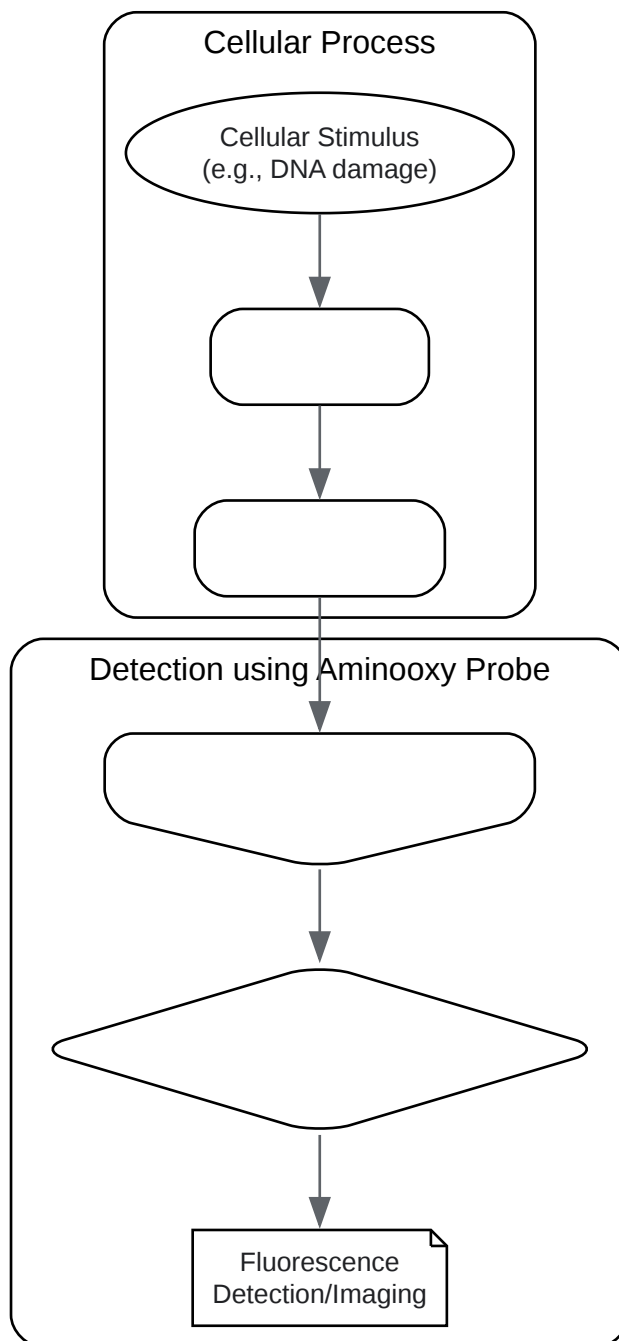 Cellular Process
Cellular Stimulus
(e.g., DNA damage)
Detection using Aminooxy Probe
Fluorescence
Detection/Imaging